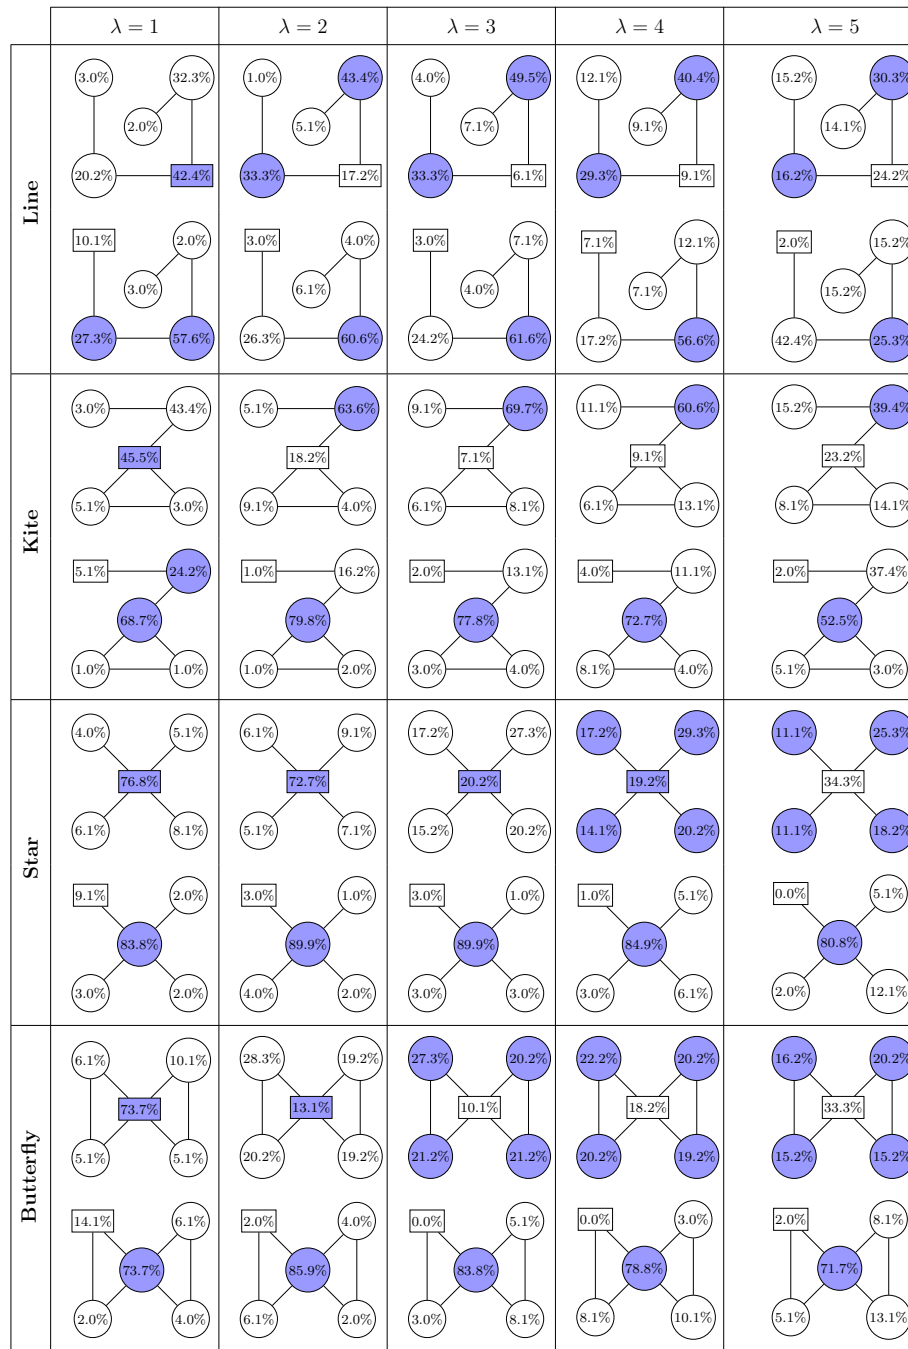 λ = 1 λ = 2 λ = 3 λ = 4 λ = 5
Line
3.0% 32.3% 1.0% 43.4% 4.0% 49.5% 12.1% 40.4% 15.2% 30.3%
2.0% 5.1% 7.1% 9.1% 14.1%
20.2% 42.4% 33.3% 17.2% 33.3% 6.1% 29.3% 9.1% 16.2% 24.2%
10.1% 2.0% 3.0% 4.0% 3.0% 7.1% 7.1% 12.1% 2.0% 15.2%
3.0% 6.1% 4.0% 7.1% 15.2%
27.3% 57.6% 26.3% 60.6% 24.2% 61.6% 17.2% 56.6% 42.4% 25.3%
Kite
3.0% 43.4% 5.1% 63.6% 9.1% 69.7% 11.1% 60.6% 15.2% 39.4%
45.5% 18.2% 7.1% 9.1% 23.2%
5.1% 3.0% 9.1% 4.0% 6.1% 8.1% 6.1% 13.1% 8.1% 14.1%
5.1% 24.2% 1.0% 16.2% 2.0% 13.1% 4.0% 11.1% 2.0% 37.4%
68.7% 79.8% 77.8% 72.7% 52.5%
1.0% 1.0% 1.0% 2.0% 3.0% 4.0% 8.1% 4.0% 5.1% 3.0%
Star
4.0% 5.1% 6.1% 9.1% 17.2% 27.3% 17.2% 29.3% 11.1% 25.3%
76.8% 72.7% 20.2% 19.2% 34.3%
6.1% 8.1% 5.1% 7.1% 15.2% 20.2% 14.1% 20.2% 11.1% 18.2%
9.1% 2.0% 3.0% 1.0% 3.0% 1.0% 1.0% 5.1% 0.0% 5.1%
83.8% 89.9% 89.9% 84.9% 80.8%
3.0% 2.0% 4.0% 2.0% 3.0% 3.0% 3.0% 6.1% 2.0% 12.1%
Butterfly
6.1% 10.1% 28.3% 19.2% 27.3% 20.2% 22.2% 20.2% 16.2% 20.2%
73.7% 13.1% 10.1% 18.2% 33.3%
5.1% 5.1% 20.2% 19.2% 21.2% 21.2% 20.2% 19.2% 15.2% 15.2%
14.1% 6.1% 2.0% 4.0% 0.0% 5.1% 0.0% 3.0% 2.0% 8.1%
73.7% 85.9% 83.8% 78.8% 71.7%
2.0% 4.0% 6.1% 2.0% 3.0% 8.1% 8.1% 10.1% 5.1% 13.1%